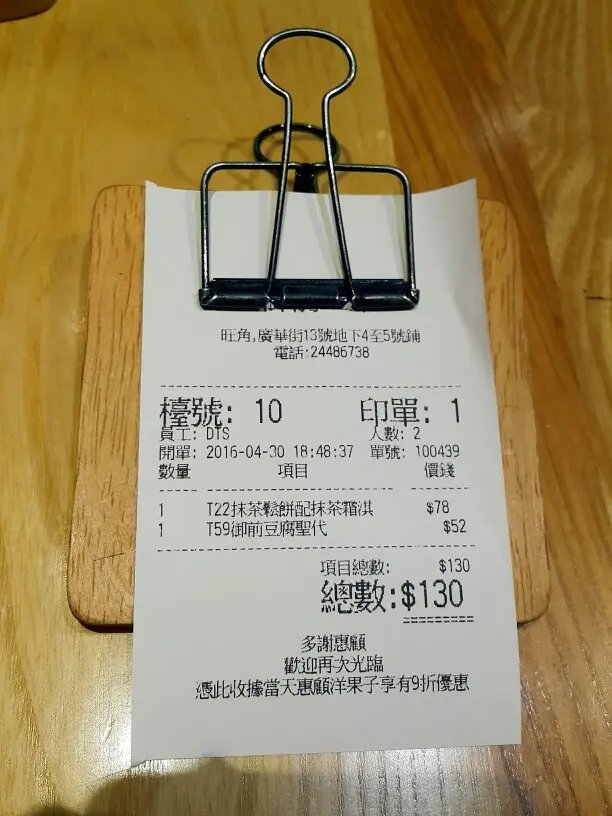 旺角,廣華街13號地下4至5號鋪
電話:24486738
檯號: 10 印單: 1
員工: DTS 人數: 2
開單: 2016-04-30 18:48:37 單號: 100439
數量 項目 價錢
1 T22抹茶鬆餅配抹茶霜淇 $78
1 T59御前豆腐聖代 $52
項目總數: $130
總數:$130
多謝惠顧
歡迎再次光臨
憑此收據當天惠顧洋果子享有9折優惠